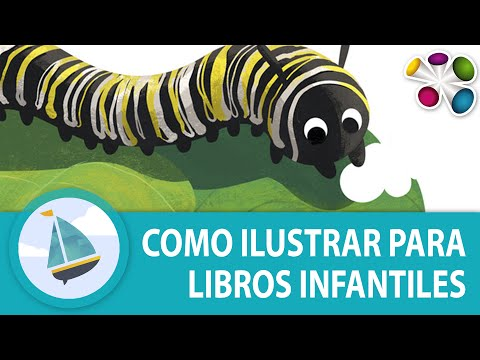 COMO ILUSTRAR PARA
LIBROS INFANTILES